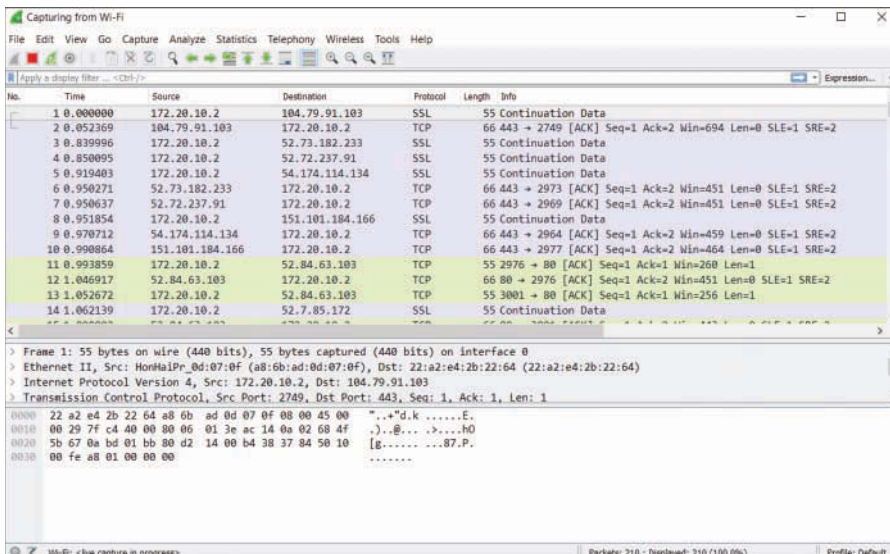 Capturing from Wi-Fi
File Edit View Go Capture Analyze Statistics Telephony Wireless Tools Help
Apply a display filter ... <Ctrl-/> Expression...
No. Time Source Destination Protocol Length Info
1 0.000000 172.20.10.2 104.79.91.103 SSL 55 Continuation Data
2 0.052369 104.79.91.103 172.20.10.2 TCP 66 443 → 2749 [ACK] Seq=1 Ack=2 Win=694 Len=0 SLE=1 SRE=2
3 0.839996 172.20.10.2 52.73.182.233 SSL 55 Continuation Data
4 0.850095 172.20.10.2 52.72.237.91 SSL 55 Continuation Data
5 0.919403 172.20.10.2 54.174.114.134 SSL 55 Continuation Data
6 0.950271 52.73.182.233 172.20.10.2 TCP 66 443 → 2973 [ACK] Seq=1 Ack=2 Win=451 Len=0 SLE=1 SRE=2
7 0.950637 52.72.237.91 172.20.10.2 TCP 66 443 → 2969 [ACK] Seq=1 Ack=2 Win=451 Len=0 SLE=1 SRE=2
8 0.951854 172.20.10.2 151.101.184.166 SSL 55 Continuation Data
9 0.970712 54.174.114.134 172.20.10.2 TCP 66 443 → 2964 [ACK] Seq=1 Ack=2 Win=459 Len=0 SLE=1 SRE=2
10 0.990864 151.101.184.166 172.20.10.2 TCP 66 443 → 2977 [ACK] Seq=1 Ack=2 Win=464 Len=0 SLE=1 SRE=2
11 0.993859 172.20.10.2 52.84.63.103 TCP 55 2976 → 80 [ACK] Seq=1 Ack=1 Win=260 Len=1
12 1.046917 52.84.63.103 172.20.10.2 TCP 66 80 → 2976 [ACK] Seq=1 Ack=2 Win=451 Len=0 SLE=1 SRE=2
13 1.052672 172.20.10.2 52.84.63.103 TCP 55 3001 → 80 [ACK] Seq=1 Ack=1 Win=256 Len=1
14 1.062139 172.20.10.2 52.7.85.172 SSL 55 Continuation Data
> Frame 1: 55 bytes on wire (440 bits), 55 bytes captured (440 bits) on interface 0
> Ethernet II, Src: HonHaiPr_0d:07:0f (a8:6b:ad:0d:07:0f), Dst: 22:a2:e4:2b:22:64 (22:a2:e4:2b:22:64)
> Internet Protocol Version 4, Src: 172.20.10.2, Dst: 104.79.91.103
> Transmission Control Protocol, Src Port: 2749, Dst Port: 443, Seq: 1, Ack: 1, Len: 1
0000 22 a2 e4 2b 22 64 a8 6b ad 0d 07 0f 08 00 45 00 "..+"d.k ......E.
0010 00 29 7f c4 40 00 80 06 01 3e ac 14 0a 02 68 4f .)..@... .>....hO
0020 5b 67 0a bd 01 bb 80 d2 14 00 b4 38 37 84 50 10 [g...... ...87.P.
0030 00 fe a8 01 00 00 00 .......
Wi-Fi: <live capture in progress> Packets: 210 · Displayed: 210 (100.0%) Profile: Default